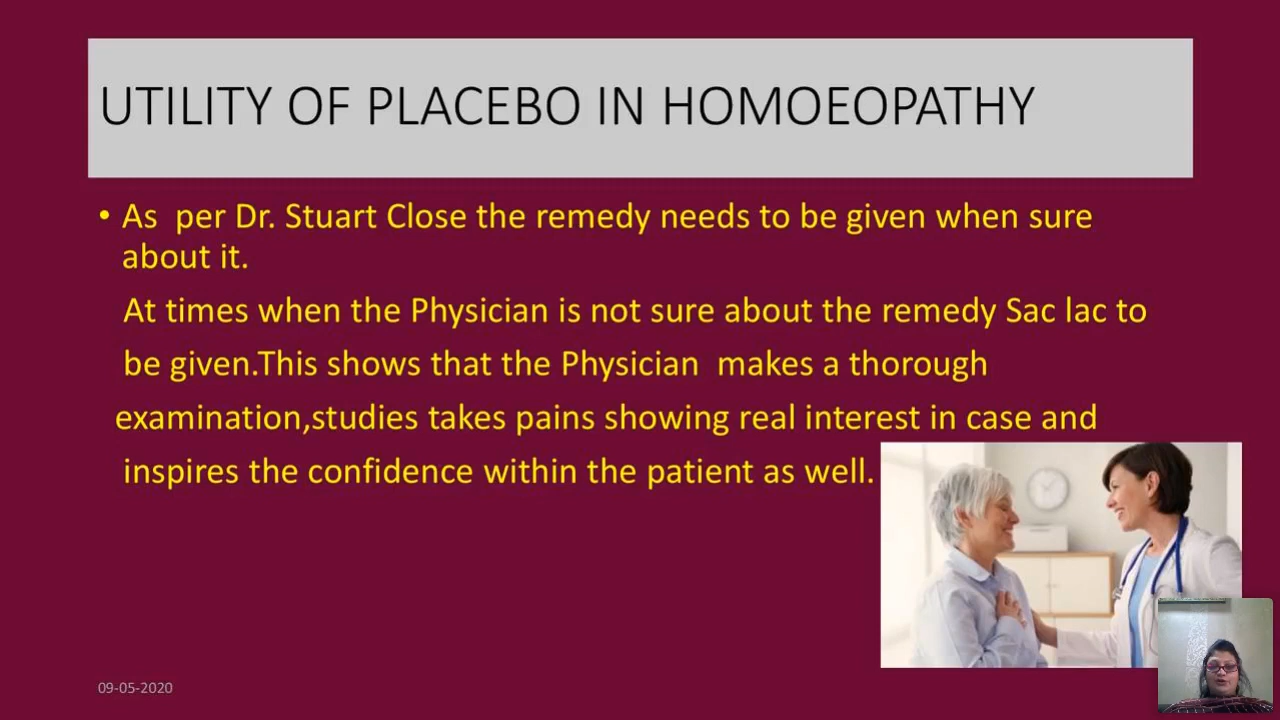 UTILITY OF PLACEBO IN HOMOEOPATHY
• As  per Dr. Stuart Close the remedy needs to be given when sure
about it.
At times when the Physician is not sure about the remedy Sac lac to
be given.This shows that the Physician  makes a thorough
examination,studies takes pains showing real interest in case and
inspires the confidence within the patient as well.
09-05-2020